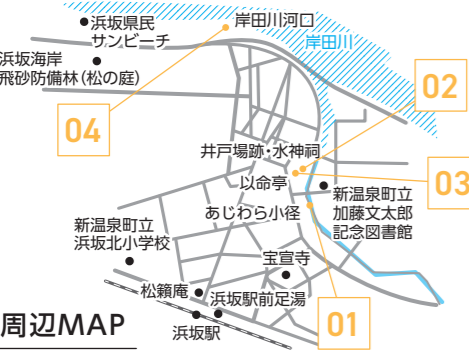 浜坂県民
サンビーチ
岸田川河口
岸田川
浜坂海岸
飛砂防備林（松の庭）
04
02
井戸場跡・水神祠
03
以命亭
あじわら小径
新温泉町立
加藤文太郎
記念図書館
新温泉町立
浜坂北小学校
宝宣寺
松籟庵
浜坂駅前足湯
01
浜坂駅
周辺MAP